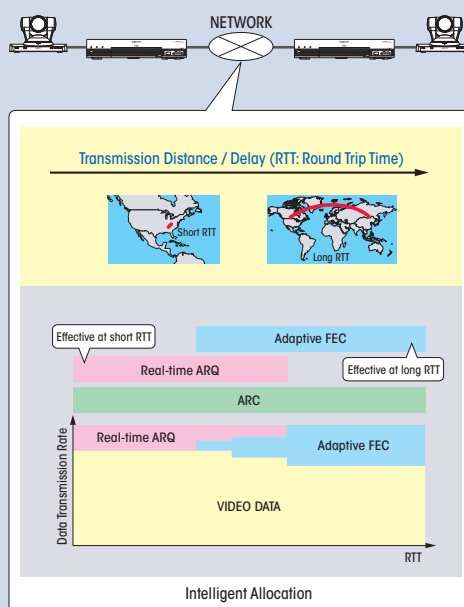 NETWORK
Transmission Distance / Delay (RTT: Round Trip Time)
Short RTT
Long RTT
Effective at short RTT
Adaptive FEC
Real-time ARQ
Effective at long RTT
ARC
Real-time ARQ
Adaptive FEC
VIDEO DATA
Data Transmission Rate
RTT
Intelligent Allocation